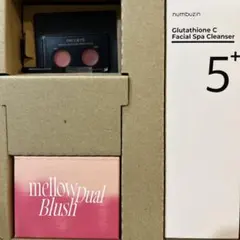 numbuzin
Glutathione C
Facial Spa Cleanser
5+
mellow Dual
Blush